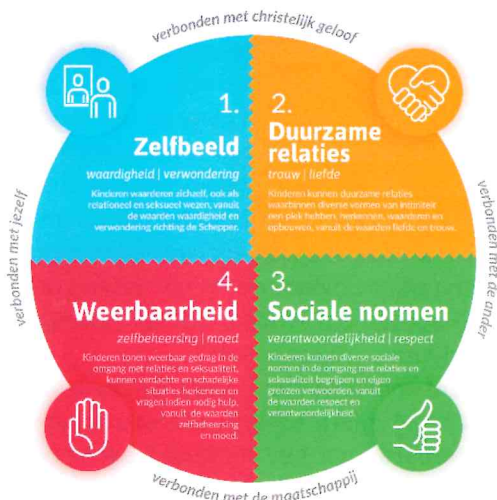 verbonden met christelijk geloof
1.
Zelfbeeld
waardigheid | verwondering
Kinderen waarderen zichzelf, ook als
relationeel en seksueel wezen, vanuit
de waarden waardigheid en
verwondering richting de Schepper.
2.
Duurzame
relaties
trouw | liefde
Kinderen kunnen duurzame relaties
waarbinnen diverse vormen van intimiteit
een plek hebben, herkennen, waarderen en
opbouwen, vanuit de waarden liefde en trouw.
verbonden met jezelf
verbonden met de ander
4.
Weerbaarheid
zelfbeheersing | moed
Kinderen tonen weerbaar gedrag in de
omgang met relaties en seksualiteit,
kunnen verdachte en schadelijke
situaties herkennen en
vragen indien nodig hulp,
vanuit de waarden
zelfbeheersing
en moed.
3.
Sociale normen
verantwoordelijkheid | respect
Kinderen kunnen diverse sociale
normen in de omgang met relaties en
seksualiteit begrijpen en eigen
grenzen verwoorden, vanuit
de waarden respect en
verantwoordelijkheid.
verbonden met de maatschappij